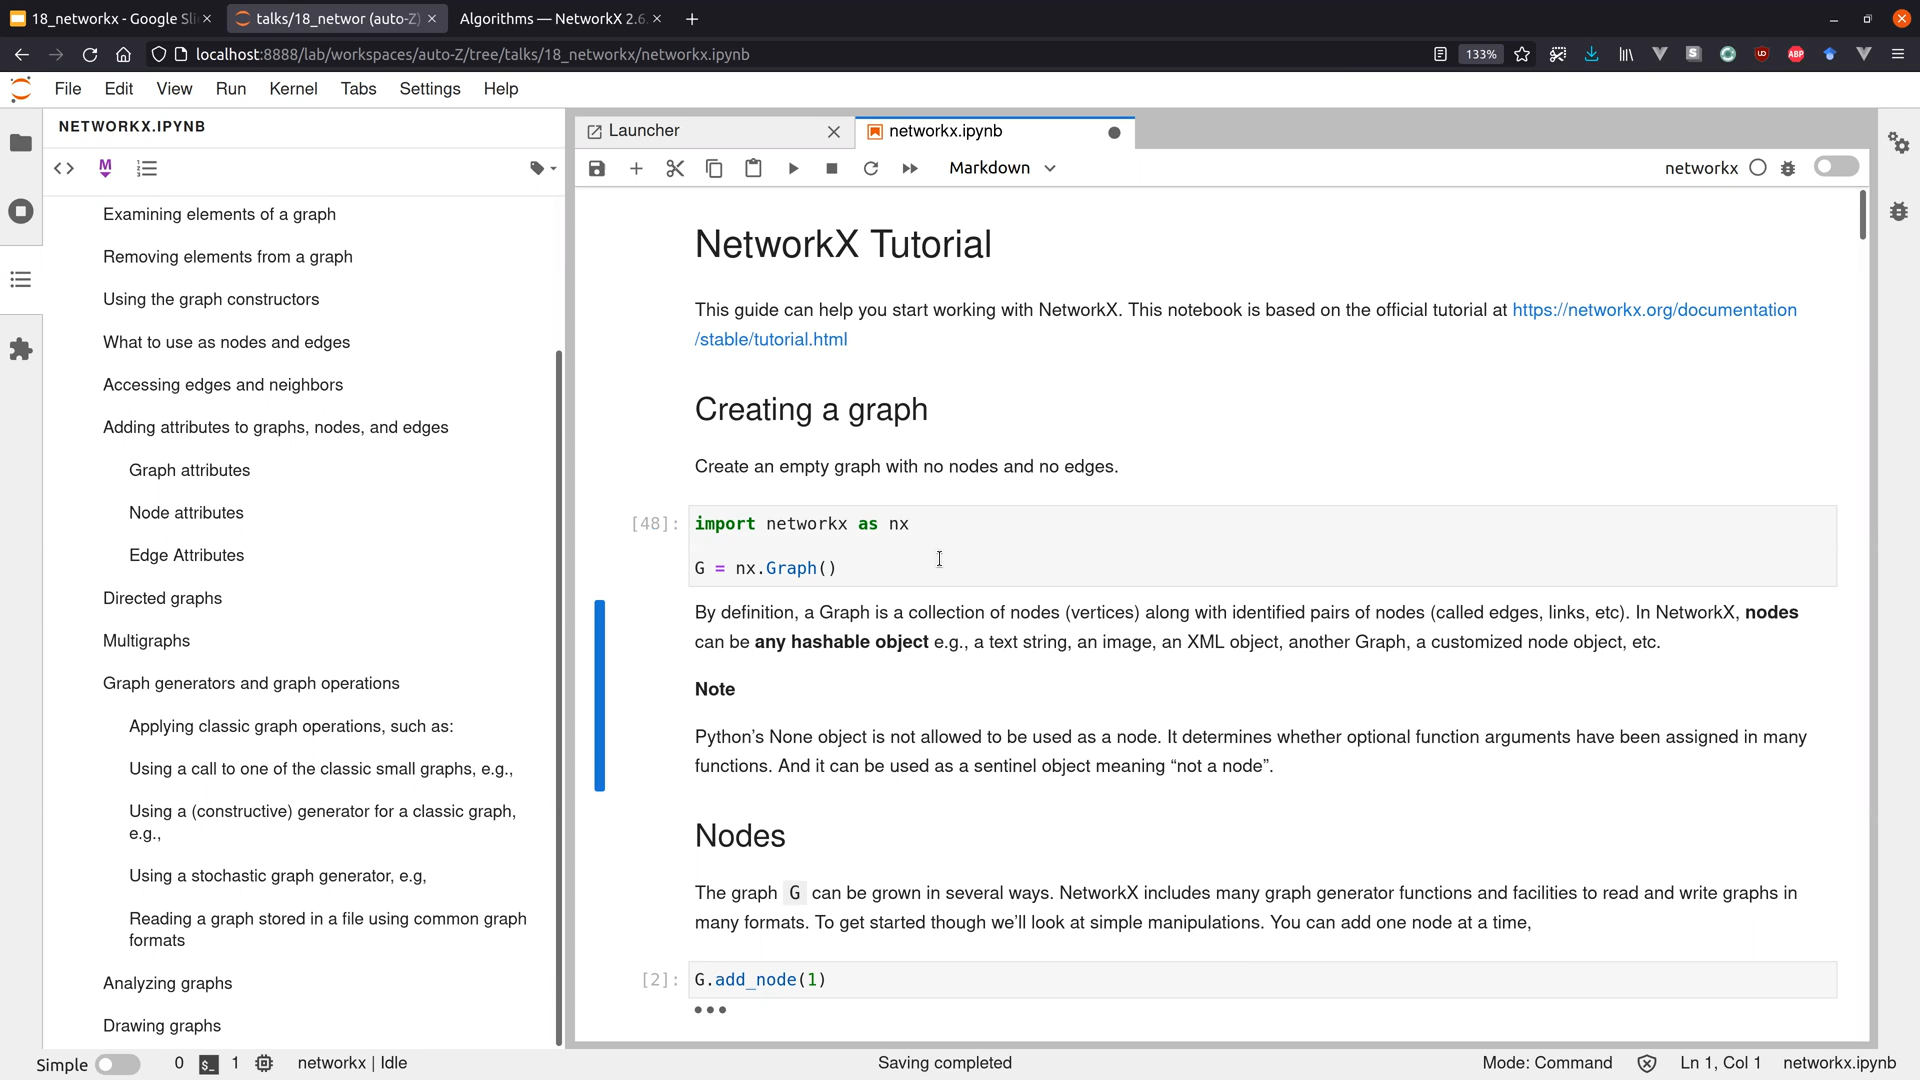 18_networkx - Google Sli
talks/18_networ (auto-Z)
Algorithms — NetworkX 2.6.
localhost:8888/lab/workspaces/auto-Z/tree/talks/18_networkx/networkx.ipynb
133%
File Edit View Run Kernel Tabs Settings Help
NETWORKX.IPYNB
Examining elements of a graph
Removing elements from a graph
Using the graph constructors
What to use as nodes and edges
Accessing edges and neighbors
Adding attributes to graphs, nodes, and edges
Graph attributes
Node attributes
Edge Attributes
Directed graphs
Multigraphs
Graph generators and graph operations
Applying classic graph operations, such as:
Using a call to one of the classic small graphs, e.g.,
Using a (constructive) generator for a classic graph,
e.g.,
Using a stochastic graph generator, e.g,
Reading a graph stored in a file using common graph
formats
Analyzing graphs
Drawing graphs
Launcher
networkx.ipynb
Markdown
networkx
NetworkX Tutorial
This guide can help you start working with NetworkX. This notebook is based on the official tutorial at https://networkx.org/documentation
/stable/tutorial.html
Creating a graph
Create an empty graph with no nodes and no edges.
[48]: import networkx as nx
G = nx.Graph()
By definition, a Graph is a collection of nodes (vertices) along with identified pairs of nodes (called edges, links, etc). In NetworkX, nodes
can be any hashable object e.g., a text string, an image, an XML object, another Graph, a customized node object, etc.
Note
Python’s None object is not allowed to be used as a node. It determines whether optional function arguments have been assigned in many
functions. And it can be used as a sentinel object meaning “not a node”.
Nodes
The graph G can be grown in several ways. NetworkX includes many graph generator functions and facilities to read and write graphs in
many formats. To get started though we’ll look at simple manipulations. You can add one node at a time,
[2]: G.add_node(1)
Simple 0 $_ 1 networkx | Idle Saving completed Mode: Command Ln 1, Col 1 networkx.ipynb